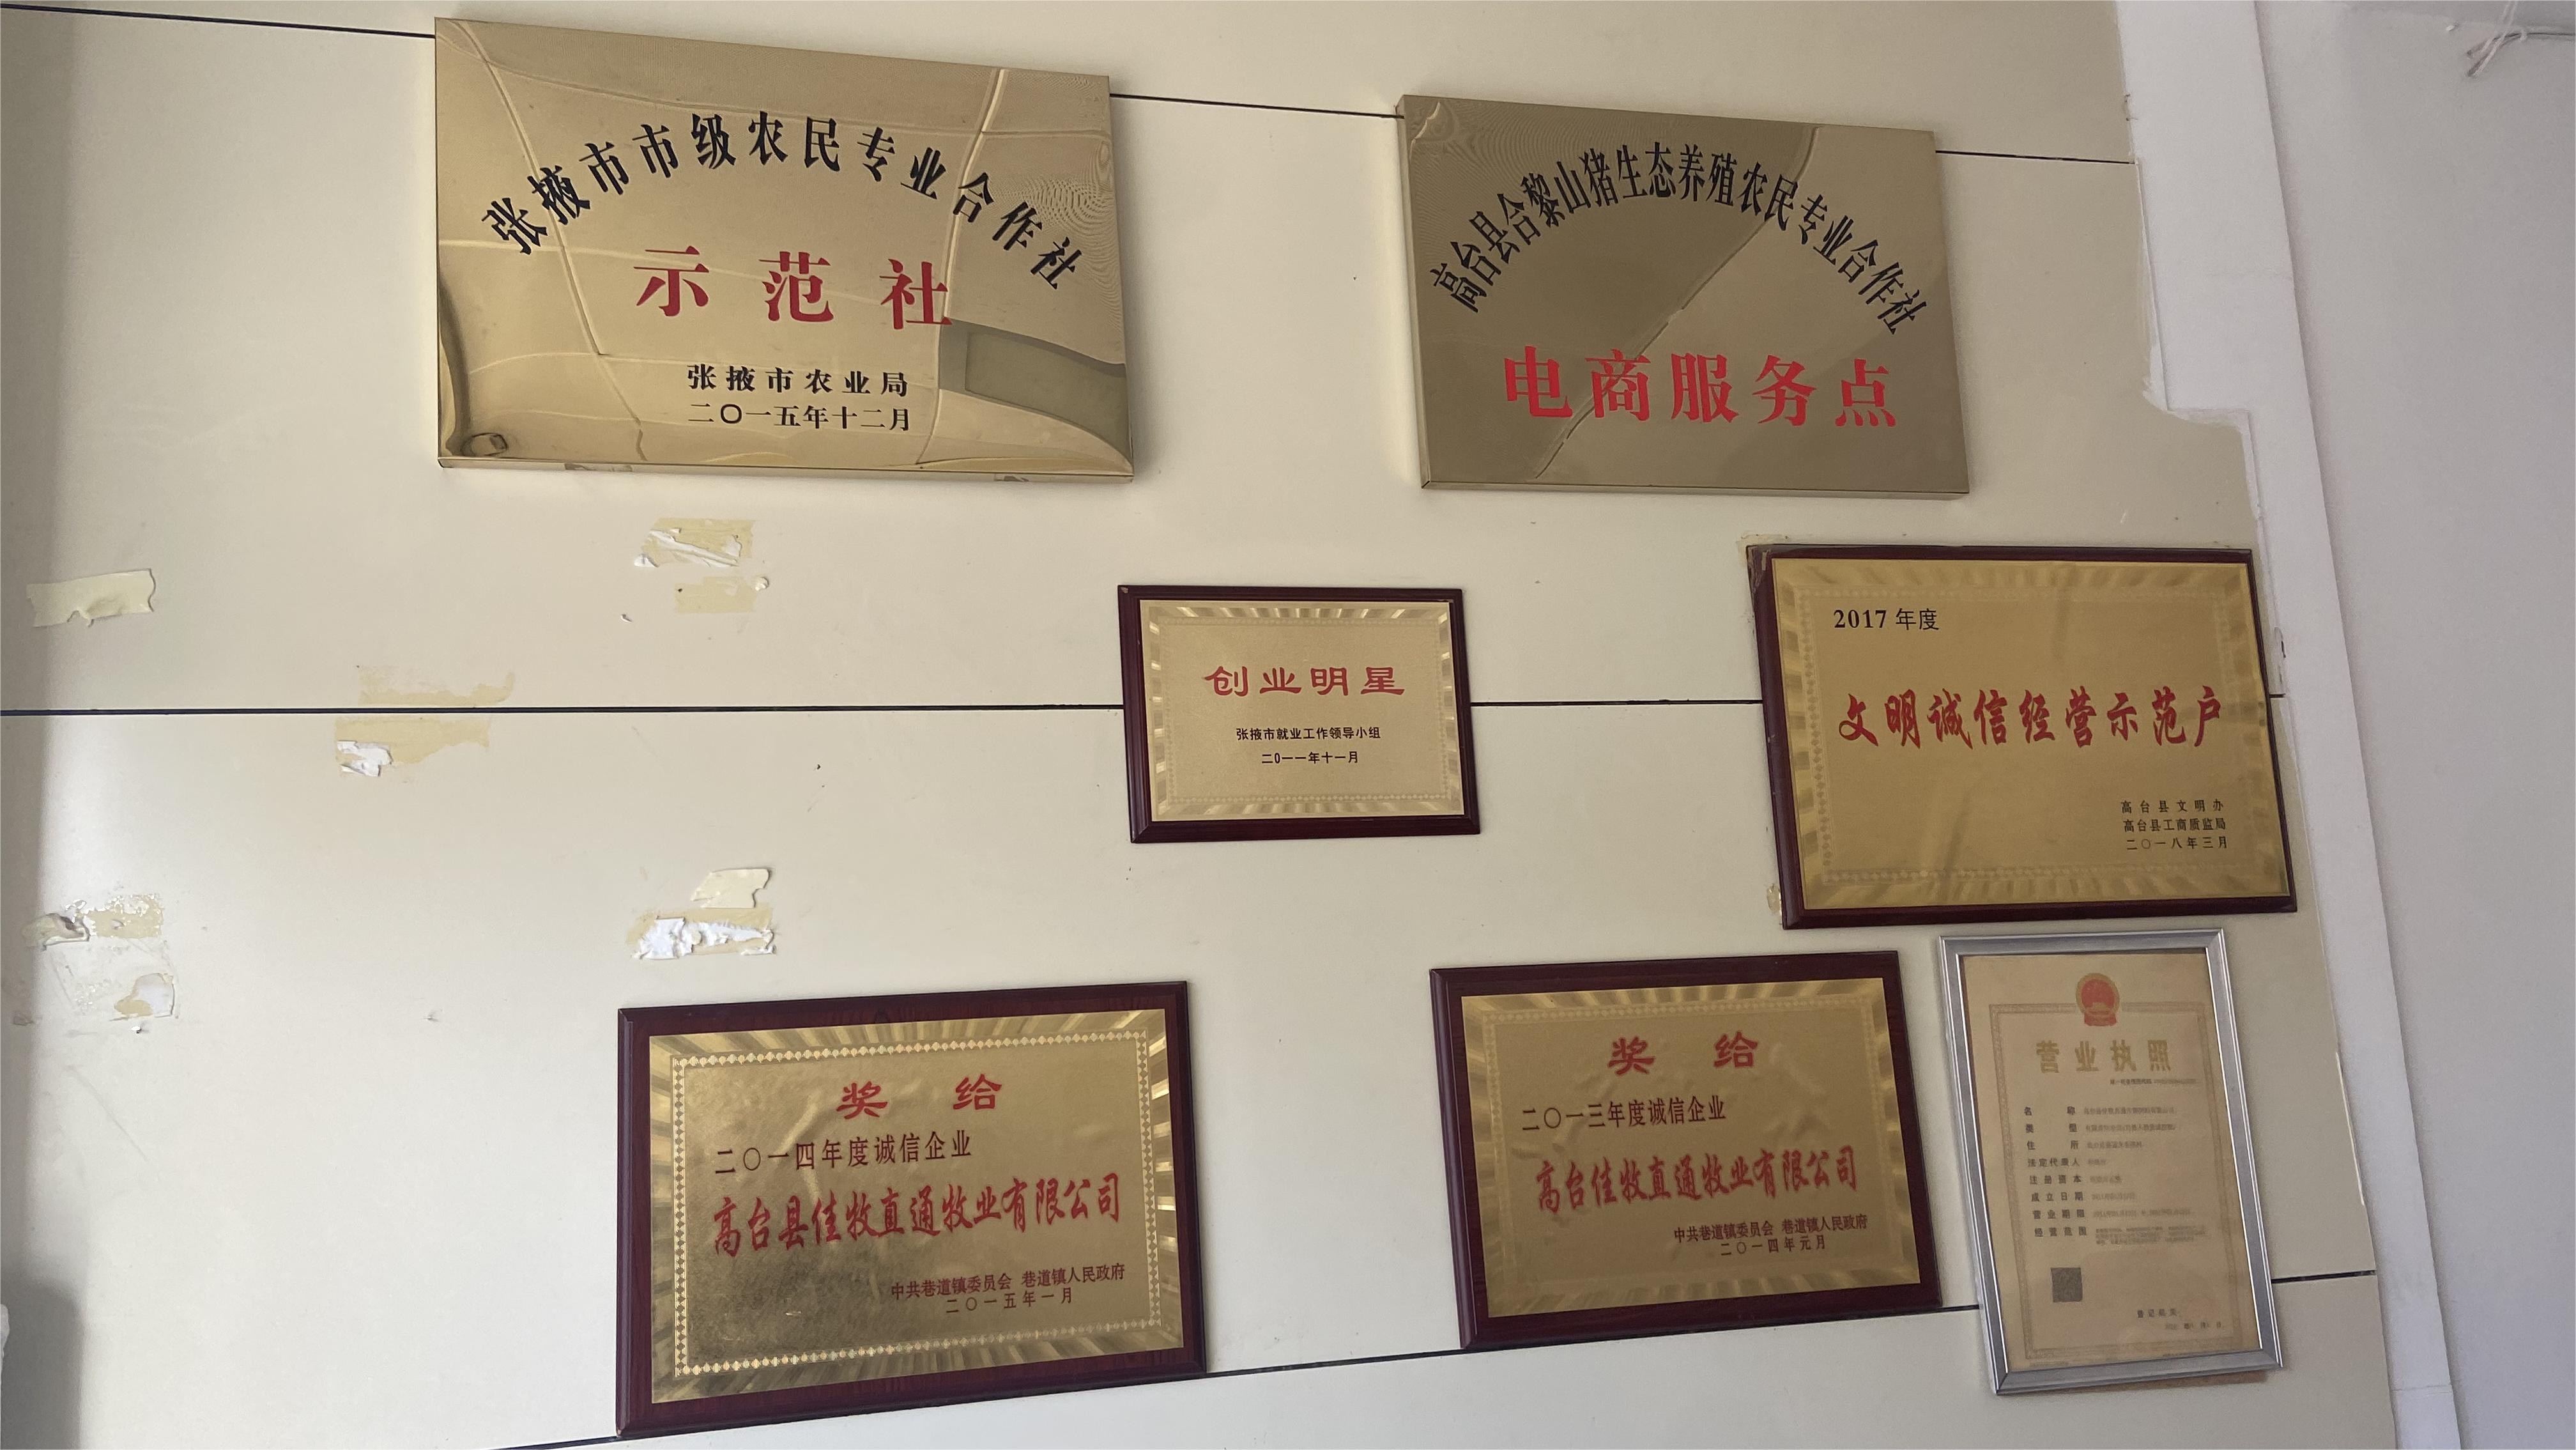 张掖市市级农民专业合作社
示范社
张掖市农业局
二〇一五年十二月
高台县合黎山猪生态养殖农民专业合作社
电商服务点
创业明星
张掖市就业工作领导小组
二0一一年十一月
2017年度
文明诚信经营示范户
高台县文明办
高台县工商质监局
二〇一八年三月
奖给
二〇一四年度诚信企业
高台县佳牧直通牧业有限公司
中共巷道镇委员会 巷道镇人民政府
二〇一五年一月
奖给
二〇一三年度诚信企业
高台佳牧直通牧业有限公司
中共巷道镇委员会 巷道镇人民政府
二〇一四年元月
营业执照
名称
类型
住所
法定代表人
注册资本
成立日期
营业期限
经营范围
登记机关